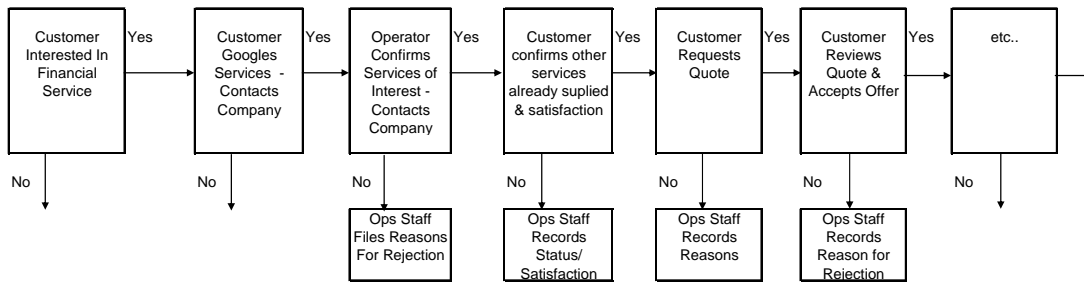 Customer
Interested In
Financial
Service
Yes
Customer
Googles
Services -
Contacts
Company
Yes
Operator
Confirms
Services of
Interest -
Contacts
Company
Yes
Customer
confirms other
services
already suplied
& satisfaction
Yes
Customer
Requests
Quote
Yes
Customer
Reviews
Quote &
Accepts Offer
Yes
etc..
No
No
No
No
No
No
No
Ops Staff
Files Reasons
For Rejection
Ops Staff
Records
Status/
Satisfaction
Ops Staff
Records
Reasons
Ops Staff
Records
Reason for
Rejection